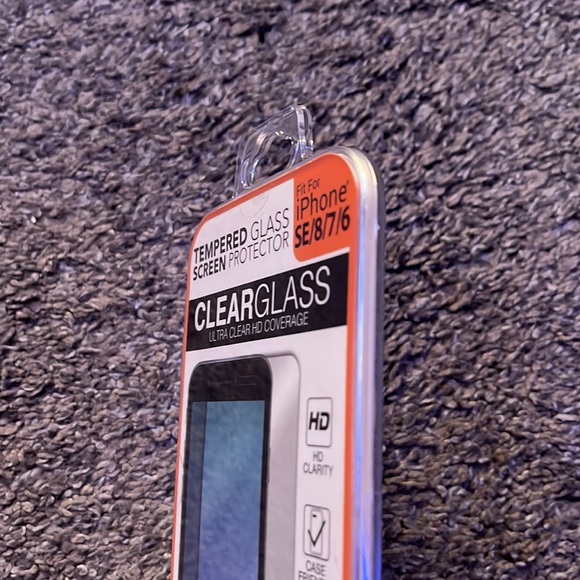 Fit For
iPhone®
SE/8/7/6
TEMPERED GLASS
SCREEN PROTECTOR
CLEARGLASS
ULTRA CLEAR HD COVERAGE
HD
HD
CLARITY
CASE